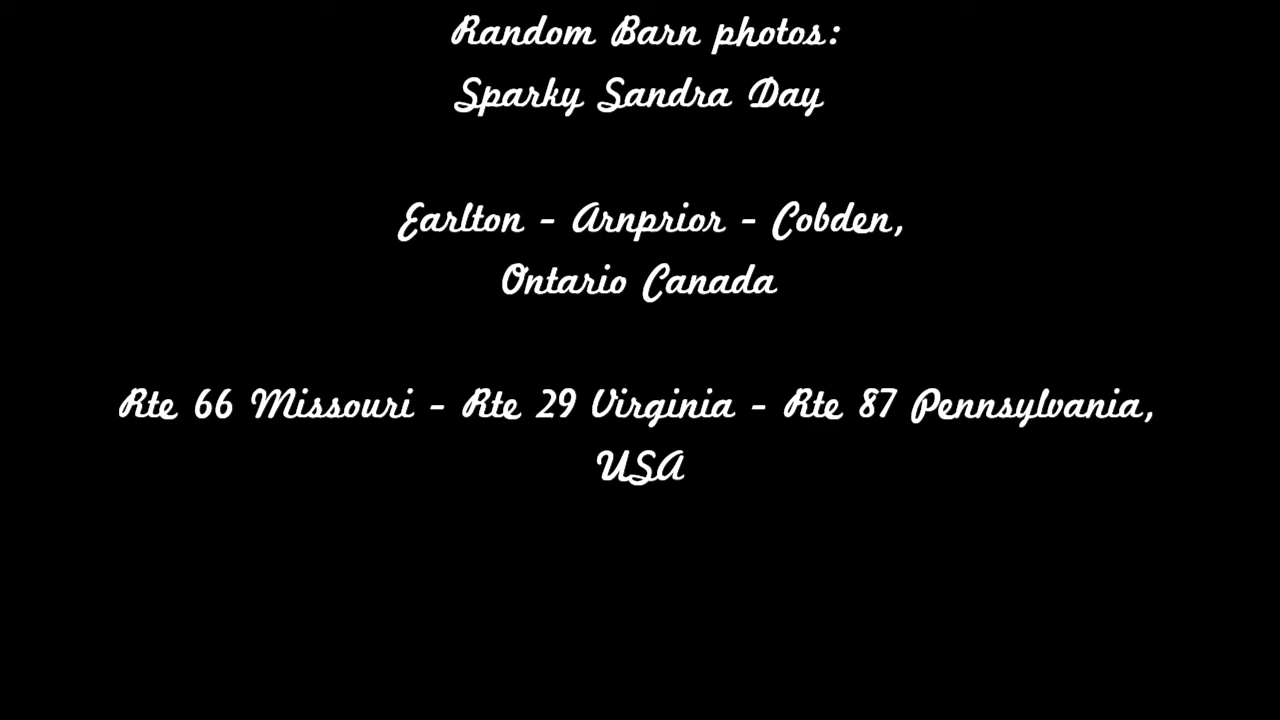 Random Barn photos:
Sparky Sandra Day
Earlton - Arnprior - Cobden,
Ontario Canada
Rte 66 Missouri - Rte 29 Virginia - Rte 87 Pennsylvania,
USA